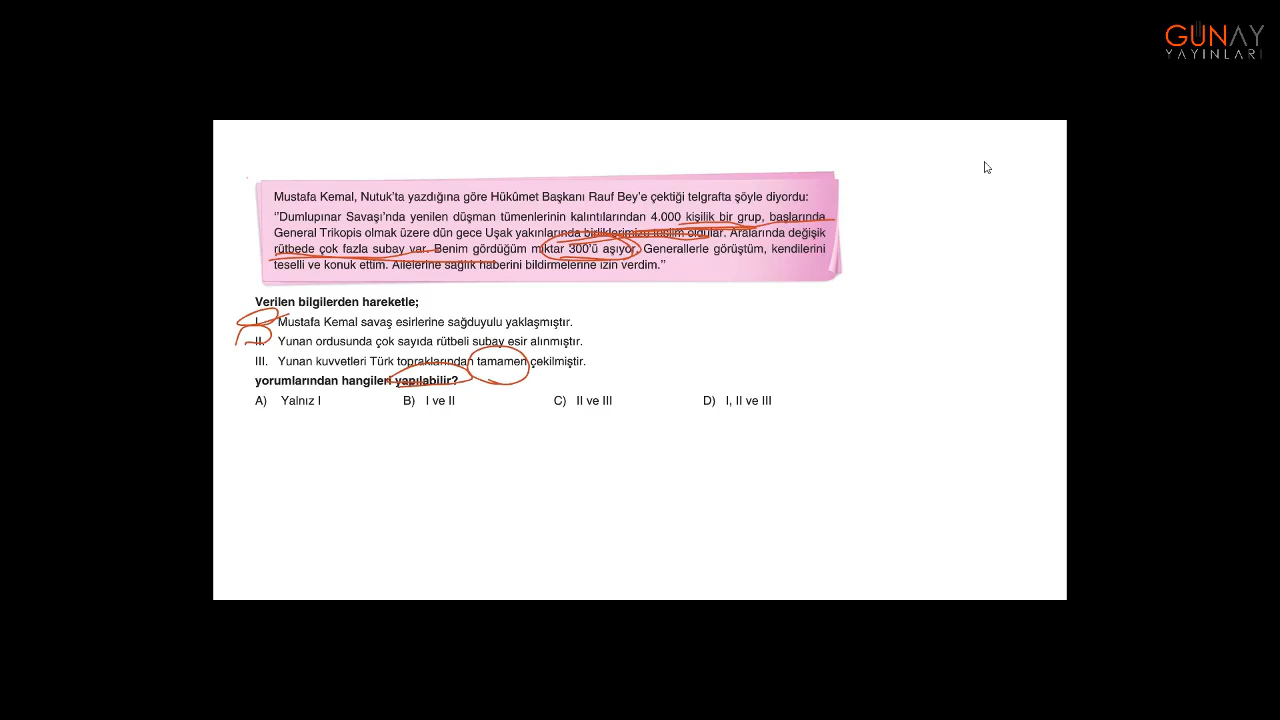 GÜNAY
YAYINLARI
Mustafa Kemal, Nutuk’ta yazdığına göre Hükûmet Başkanı Rauf Bey’e çektiği telgrafta şöyle diyordu:
‘‘Dumlupınar Savaşı’nda yenilen düşman tümenlerinin kalıntılarından 4.000 kişilik bir grup, başlarında
General Trikopis olmak üzere dün gece Uşak yakınlarında birliklerimize teslim oldular. Aralarında değişik
rütbede çok fazla subay var. Benim gördüğüm miktar 300’ü aşıyor. Generallerle görüştüm, kendilerini
teselli ve konuk ettim. Ailelerine sağlık haberini bildirmelerine izin verdim.’’
Verilen bilgilerden hareketle;
I. Mustafa Kemal savaş esirlerine sağduyulu yaklaşmıştır.
II. Yunan ordusunda çok sayıda rütbeli subay esir alınmıştır.
III. Yunan kuvvetleri Türk topraklarından tamamen çekilmiştir.
yorumlarından hangileri yapılabilir?
A) Yalnız I B) I ve II C) II ve III D) I, II ve III